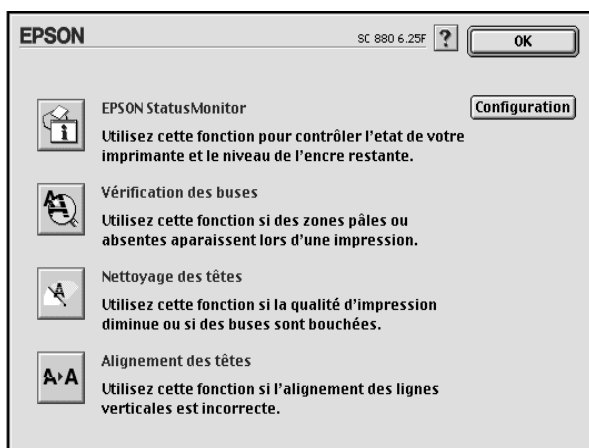 EPSON
SC 880 6.25F
?
OK
EPSON StatusMonitor
Configuration
Utilisez cette fonction pour contrôler l'etat de votre
imprimante et le niveau de l'encre restante.
Vérification des buses
Utilisez cette fonction si des zones pâles ou
absentes aparaissent lors d'une impression.
Nettoyage des têtes
Utilisez cette fonction si la qualité d'impression
diminue ou si des buses sont bouchées.
A›A
Alignement des têtes
Utilisez cette fonction si l'alignement des lignes
verticales est incorrecte.